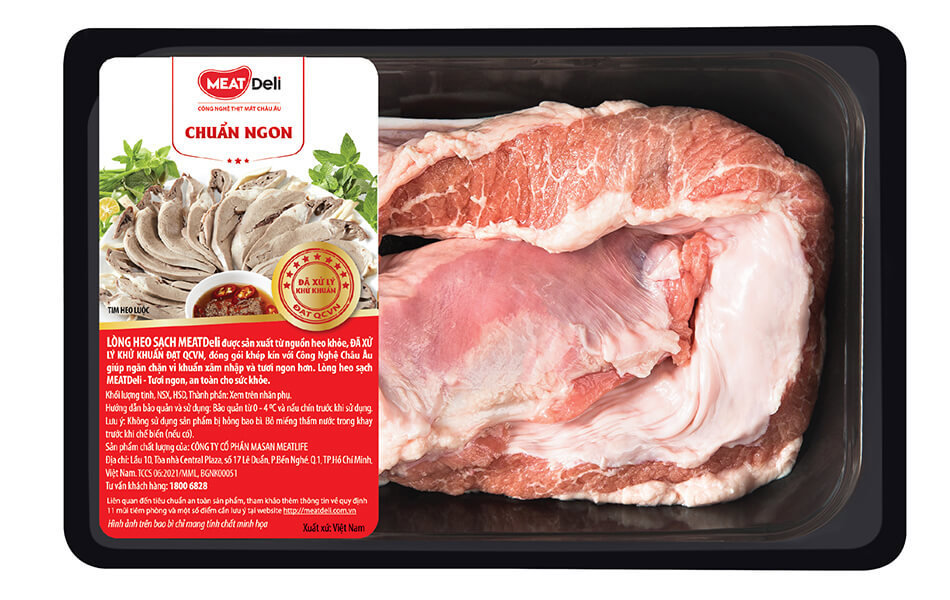 MEATDeli
CÔNG NGHỆ THỊT MÁT CHÂU ÂU
CHUẨN NGON
ĐÃ XỬ LÝ
KHỬ KHUẨN
ĐẠT QCVN
TIM HEO LUỘC
LÒNG HEO SẠCH MEATDeli được sản xuất từ nguồn heo khỏe, ĐÃ XỬ
LÝ KHỬ KHUẨN ĐẠT QCVN, đóng gói khép kín với Công Nghệ Châu Âu
giúp ngăn chặn vi khuẩn xâm nhập và tươi ngon hơn. Lòng heo sạch
MEATDeli - Tươi ngon, an toàn cho sức khỏe.
Khối lượng tịnh, NSX, HSD, Thành phần: Xem trên nhãn phụ.
Hướng dẫn bảo quản và sử dụng: Bảo quản từ 0 - 4 °C và nấu chín trước khi sử dụng.
Lưu ý: Không sử dụng sản phẩm bị hỏng bao bì. Bỏ miếng thấm nước trong khay
trước khi chế biến (nếu có).
Sản phẩm chất lượng của: CÔNG TY CỔ PHẦN MASAN MEATLIFE
Địa chỉ: Lầu 10, Tòa nhà Central Plaza, số 17 Lê Duẩn, P.Bến Nghé, Q.1, TP.Hồ Chí Minh,
Việt Nam. TCCS 06:2021/MML_BGNK00051
Tư vấn khách hàng: 1800 6828
Liên quan đến tiêu chuẩn an toàn sản phẩm, tham khảo thêm thông tin về quy định
11 mũi tiêm phòng và một số điểm cần lưu ý tại website http://meatdeli.com.vn
Hình ảnh trên bao bì chỉ mang tính chất minh họa
Xuất xứ: Việt Nam